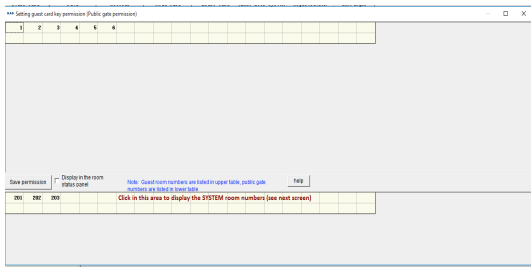 Setting guest card key permission (Public gate permission)
1 2 3 4 5 6
Save permission
Display in the room
status panel
Note: Guest room numbers are listed in upper table, public gate
numbers are listed in lower table
help
201 202 203
Click in this area to display the SYSTEM room numbers (see next screen)